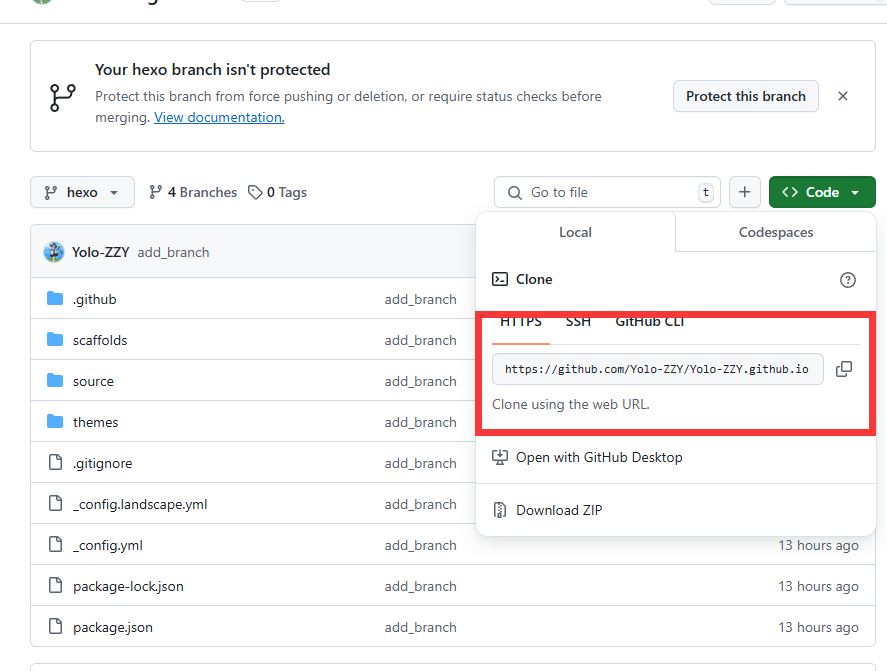 Your hexo branch isn't protected
Protect this branch from force pushing or deletion, or require status checks before
merging. View documentation.
Protect this branch
hexo
4 Branches
0 Tags
Go to file
t
Code
Local
Codespaces
Clone
HTTPS
SSH
GitHub CLI
https://github.com/Yolo-ZZY/Yolo-ZZY.github.io
Clone using the web URL.
Open with GitHub Desktop
Download ZIP
Yolo-ZZY add_branch
.github add_branch
scaffolds add_branch
source add_branch
themes add_branch
.gitignore add_branch
_config.landscape.yml add_branch
_config.yml add_branch 13 hours ago
package-lock.json add_branch 13 hours ago
package.json add_branch 13 hours ago